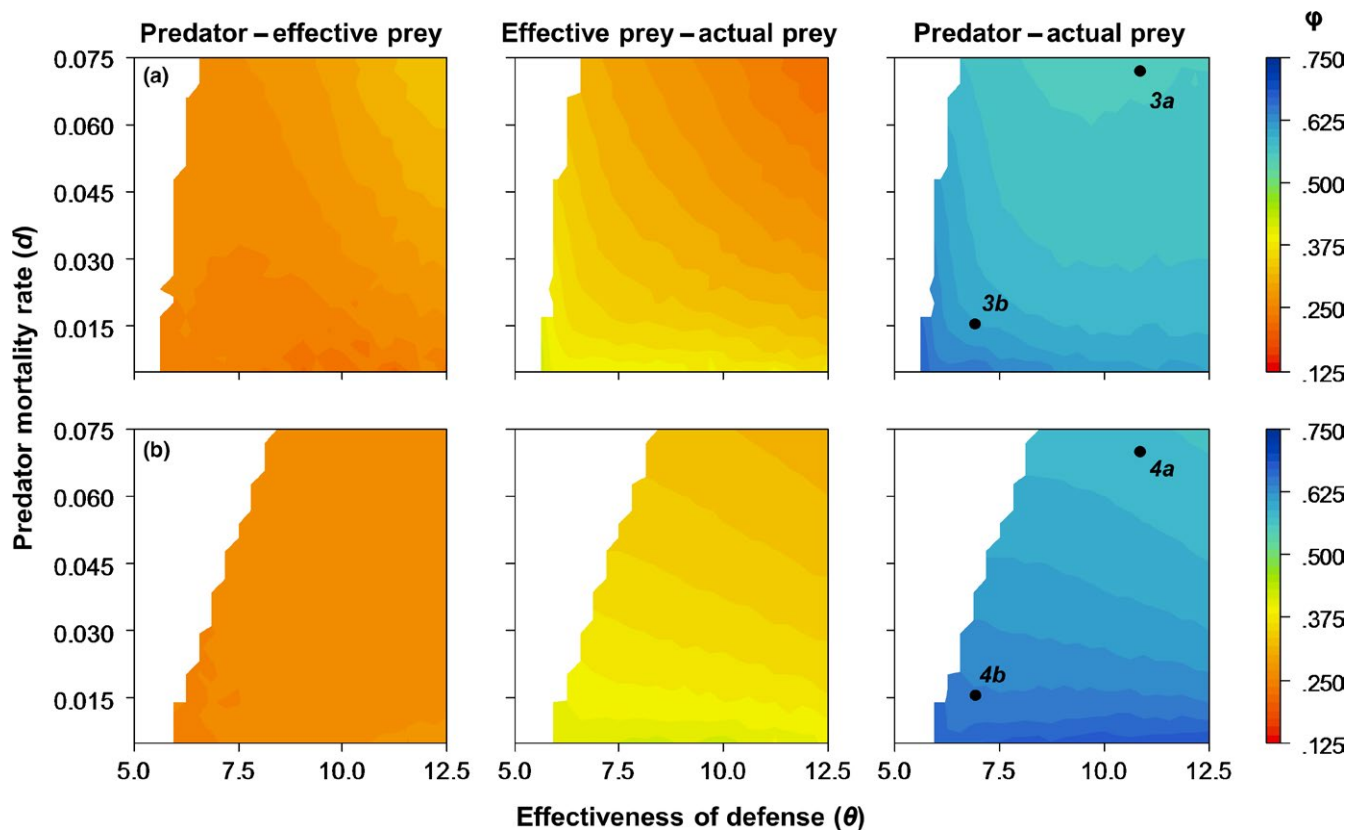 Predator – effective prey
Effective prey – actual prey
Predator – actual prey
φ
(a)
0.075
0.060
0.045
0.030
0.015
3a
3b
.750
.625
.500
.375
.250
.125
(b)
0.075
0.060
0.045
0.030
0.015
4a
4b
.750
.625
.500
.375
.250
.125
5.0 7.5 10.0 12.5
5.0 7.5 10.0 12.5
5.0 7.5 10.0 12.5
Predator mortality rate (d)
Effectiveness of defense (θ)